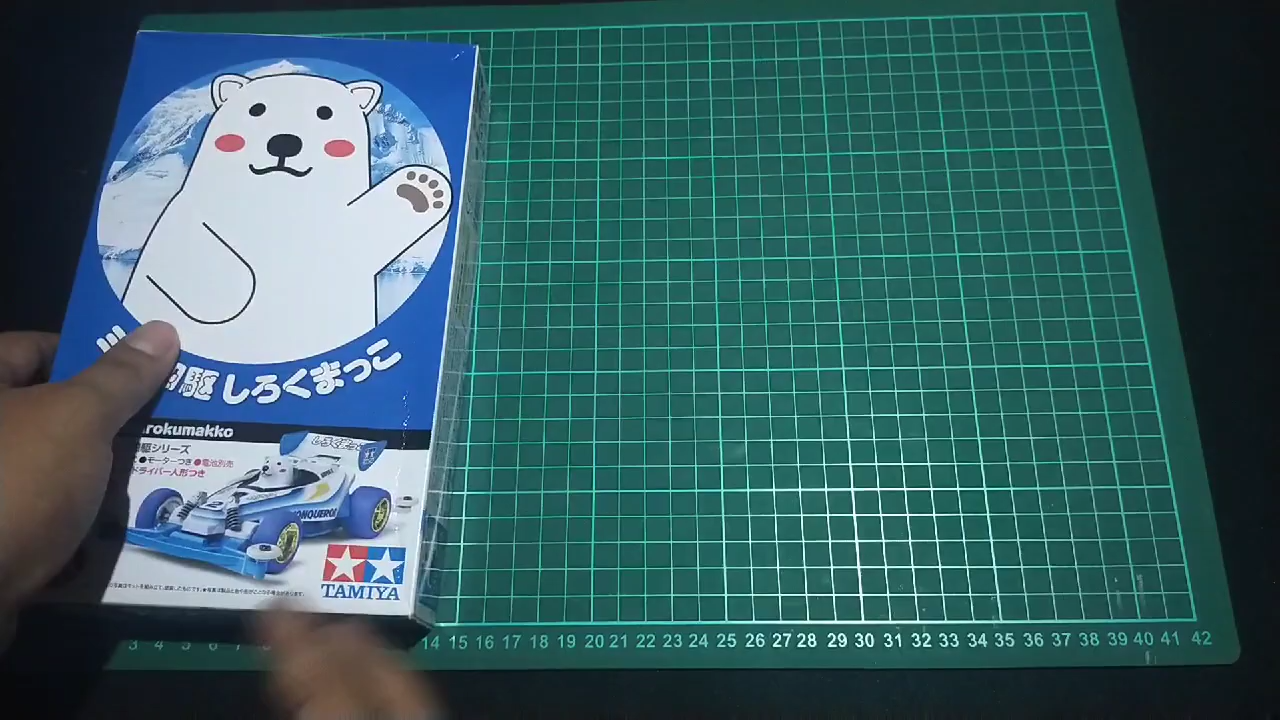 駆しろくまっこ
rokumakko
駆シリーズ
●モーターつき ●電池別売
ドライバー人形つき
しろくまっこ
CONQUEROR
TAMIYA
3 4 5 6 7 14 15 16 17 18 19 20 21 22 23 24 25 26 27 28 29 30 31 32 33 34 35 36 37 38 39 40 41 42